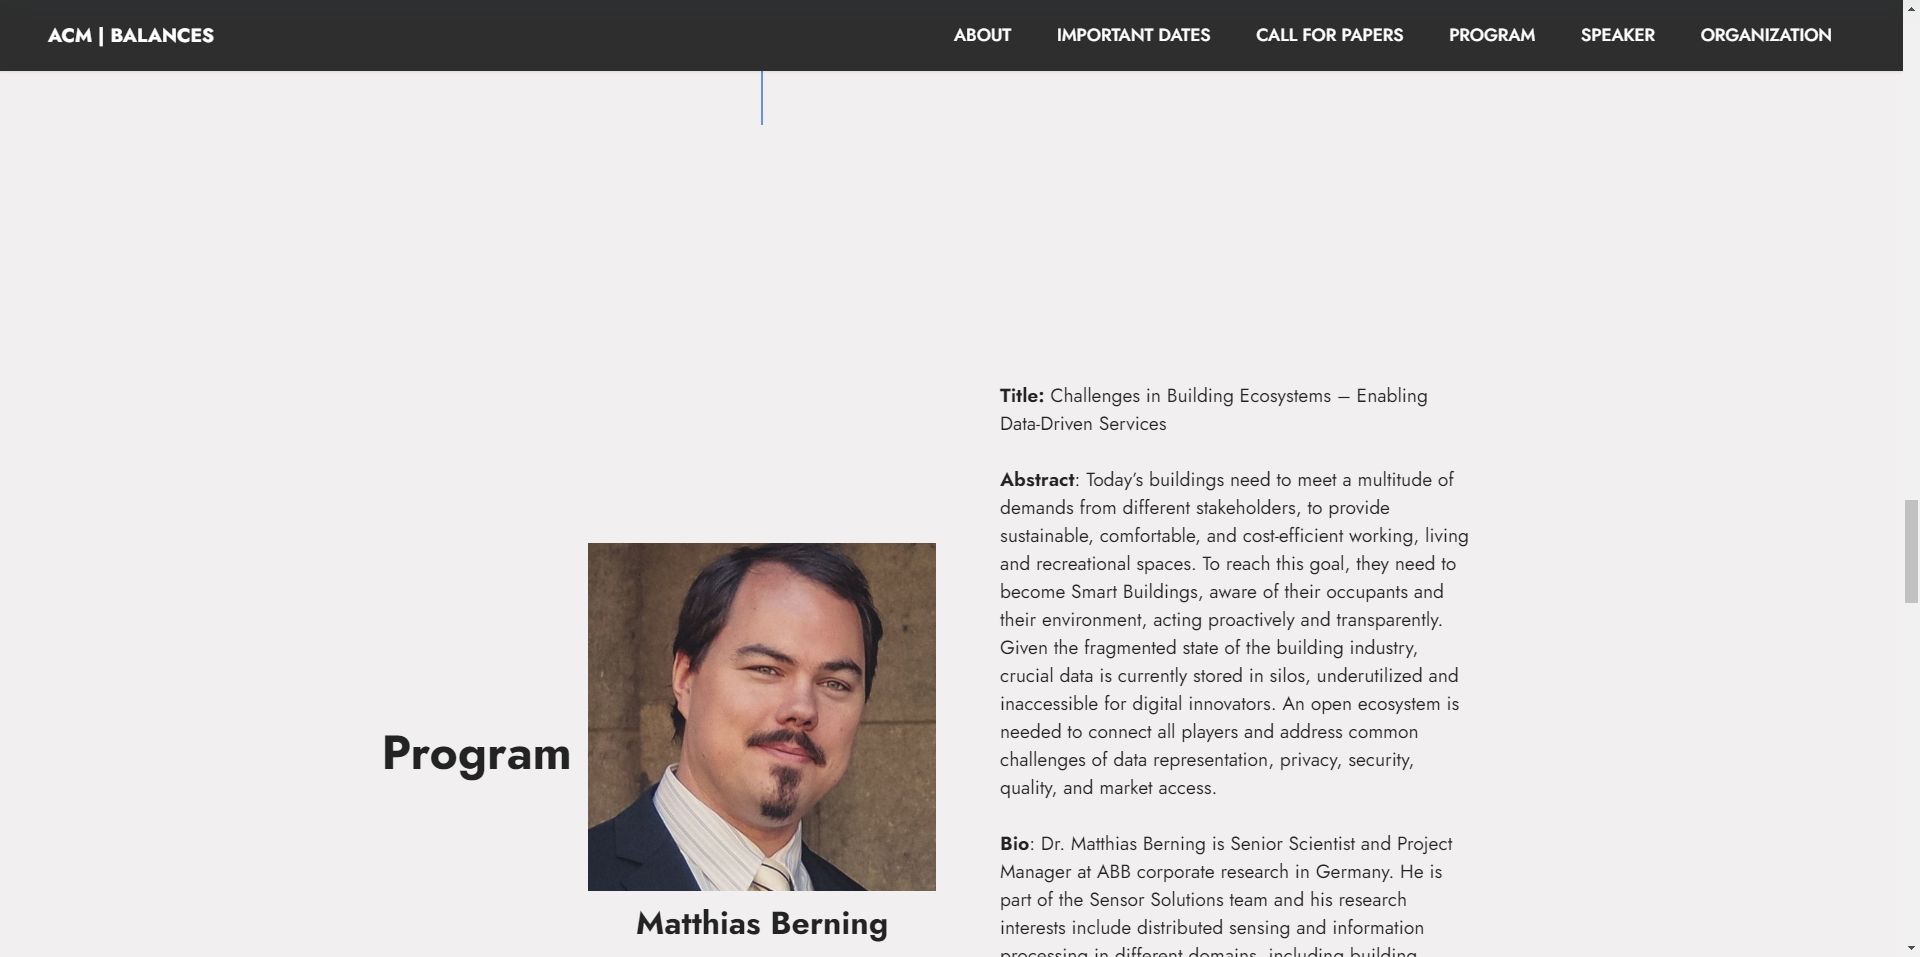 ACM | BALANCES
ABOUT
IMPORTANT DATES
CALL FOR PAPERS
PROGRAM
SPEAKER
ORGANIZATION
Program
Matthias Berning
Title: Challenges in Building Ecosystems – Enabling
Data-Driven Services
Abstract: Today’s buildings need to meet a multitude of
demands from different stakeholders, to provide
sustainable, comfortable, and cost-efficient working, living
and recreational spaces. To reach this goal, they need to
become Smart Buildings, aware of their occupants and
their environment, acting proactively and transparently.
Given the fragmented state of the building industry,
crucial data is currently stored in silos, underutilized and
inaccessible for digital innovators. An open ecosystem is
needed to connect all players and address common
challenges of data representation, privacy, security,
quality, and market access.
Bio: Dr. Matthias Berning is Senior Scientist and Project
Manager at ABB corporate research in Germany. He is
part of the Sensor Solutions team and his research
interests include distributed sensing and information
processing in different domains, including building